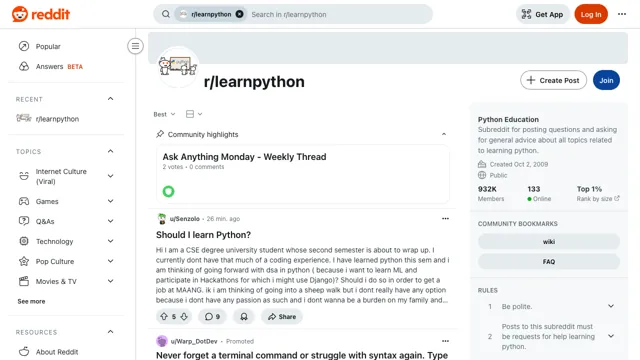 reddit
r/learnpython
Search in r/learnpython
Get App
Log In
Popular
Answers BETA
RECENT
r/learnpython
TOPICS
Internet Culture
(Viral)
Games
Q&As
Technology
Pop Culture
Movies & TV
See more
RESOURCES
About Reddit
r/learnpython
Create Post
Join
Best
Community highlights
Ask Anything Monday - Weekly Thread
2 votes • 0 comments
u/Senzolo • 26 min. ago
Should I learn Python?
Hi I am a CSE degree university student whose second semester is about to wrap up. I
currently dont have that much of a coding experience. I have learned python this sem and i
am thinking of going forward with dsa in python ( because i want to learn ML and
participate in Hackathons for which i might use Django)? Should i do so in order to get a
job at MAANG. ik i am thinking of going into a sheep walk but i dont really have any option
because i dont have any passion as such and i dont wanna be a burden on my family and...
5
9
Share
u/Warp_DotDev • Promoted
Never forget a terminal command or struggle with syntax again. Type
Python Education
Subreddit for posting questions and asking
for general advice about all topics related
to learning python.
Created Oct 2, 2009
Public
932K
Members
133
Online
Top 1%
Rank by size
COMMUNITY BOOKMARKS
wiki
FAQ
RULES
1 Be polite.
2 Posts to this subreddit must
be requests for help learning
python.